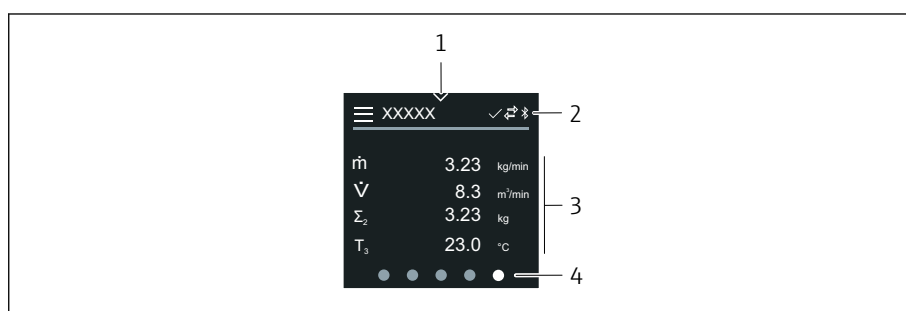 1
XXXXX 2
ṁ 3.23 kg/min
V̇ 8.3 m³/min
3
Σ₂ 3.23 kg
T₃ 23.0 °C
4